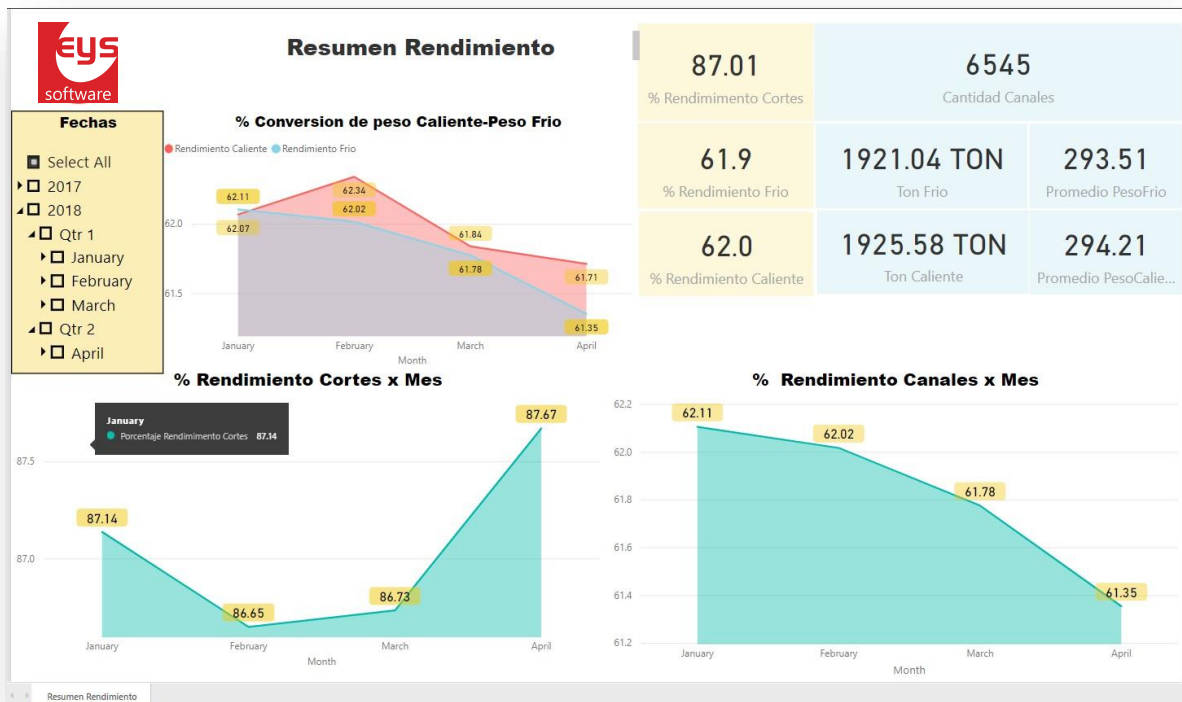 eys
software
Resumen Rendimiento
Fechas
Select All
2017
2018
Qtr 1
January
February
March
Qtr 2
April
% Conversion de peso Caliente-Peso Frio
Rendimiento Caliente Rendimiento Frio
62.0
61.5
62.11
62.07
62.34
62.02
61.84
61.78
61.71
61.35
January February March April
Month
87.01
% Rendimimento Cortes
6545
Cantidad Canales
61.9
% Rendimiento Frio
1921.04 TON
Ton Frio
293.51
Promedio PesoFrio
62.0
% Rendimiento Caliente
1925.58 TON
Ton Caliente
294.21
Promedio PesoCalie...
% Rendimiento Cortes x Mes
January
Porcentaje Rendimimento Cortes 87.14
87.5
87.0
87.14
86.65
86.73
87.67
January February March April
Month
% Rendimiento Canales x Mes
62.2
62.0
61.8
61.6
61.4
61.2
62.11
62.02
61.78
61.35
January February March April
Month
Resumen Rendimiento